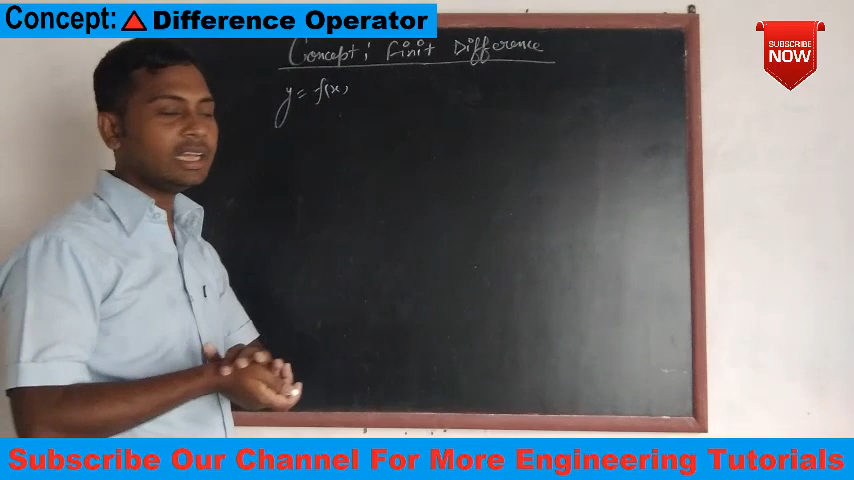 Concept: Difference Operator
SUBSCRIBE
NOW
Concept: Finit Difference
y = f(x)
Subscribe Our Channel For More Engineering Tutorials